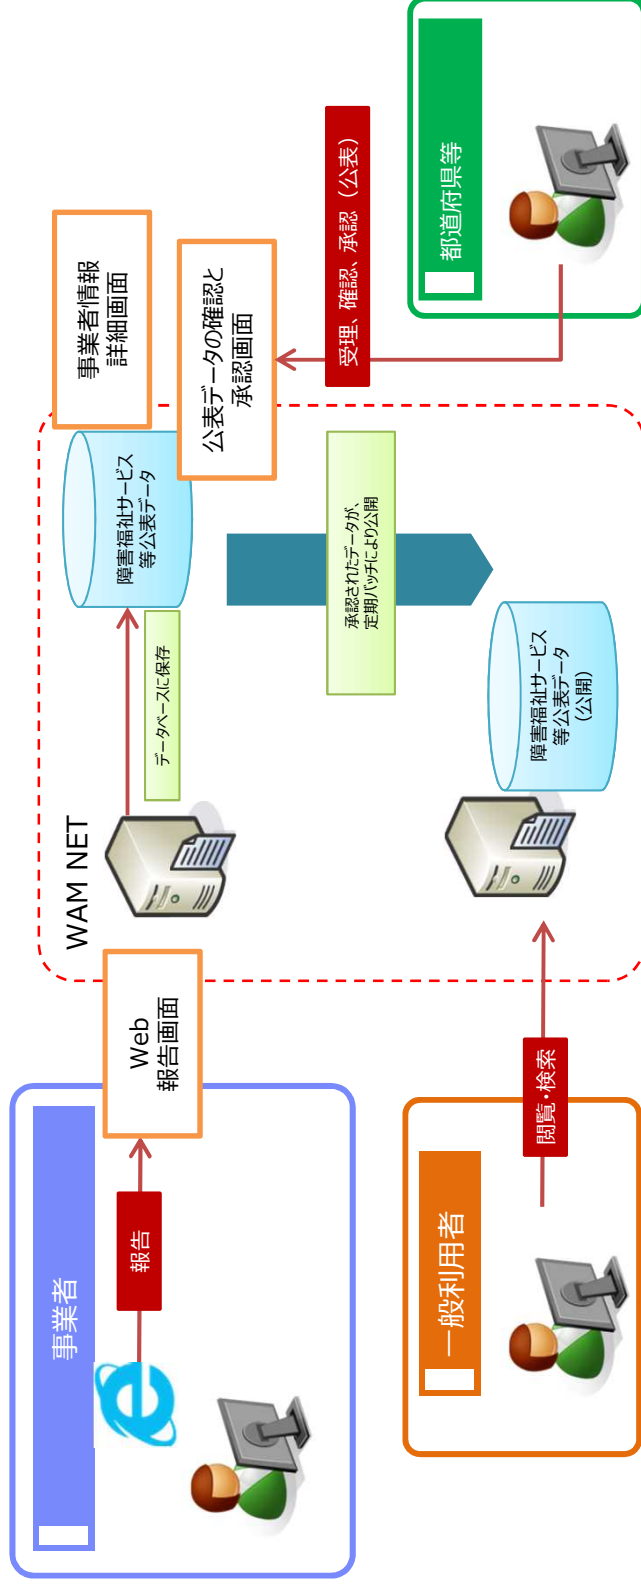 事業者
報告
Web
報告画面
WAM NET
データベースに保存
障害福祉サービス
等公表データ
事業者情報
詳細画面
公表データの確認と
承認画面
承認されたデータが、
定期バッチにより公開
受理、確認、承認（公表）
都道府県等
一般利用者
閲覧・検索
障害福祉サービス
等公表データ
（公開）